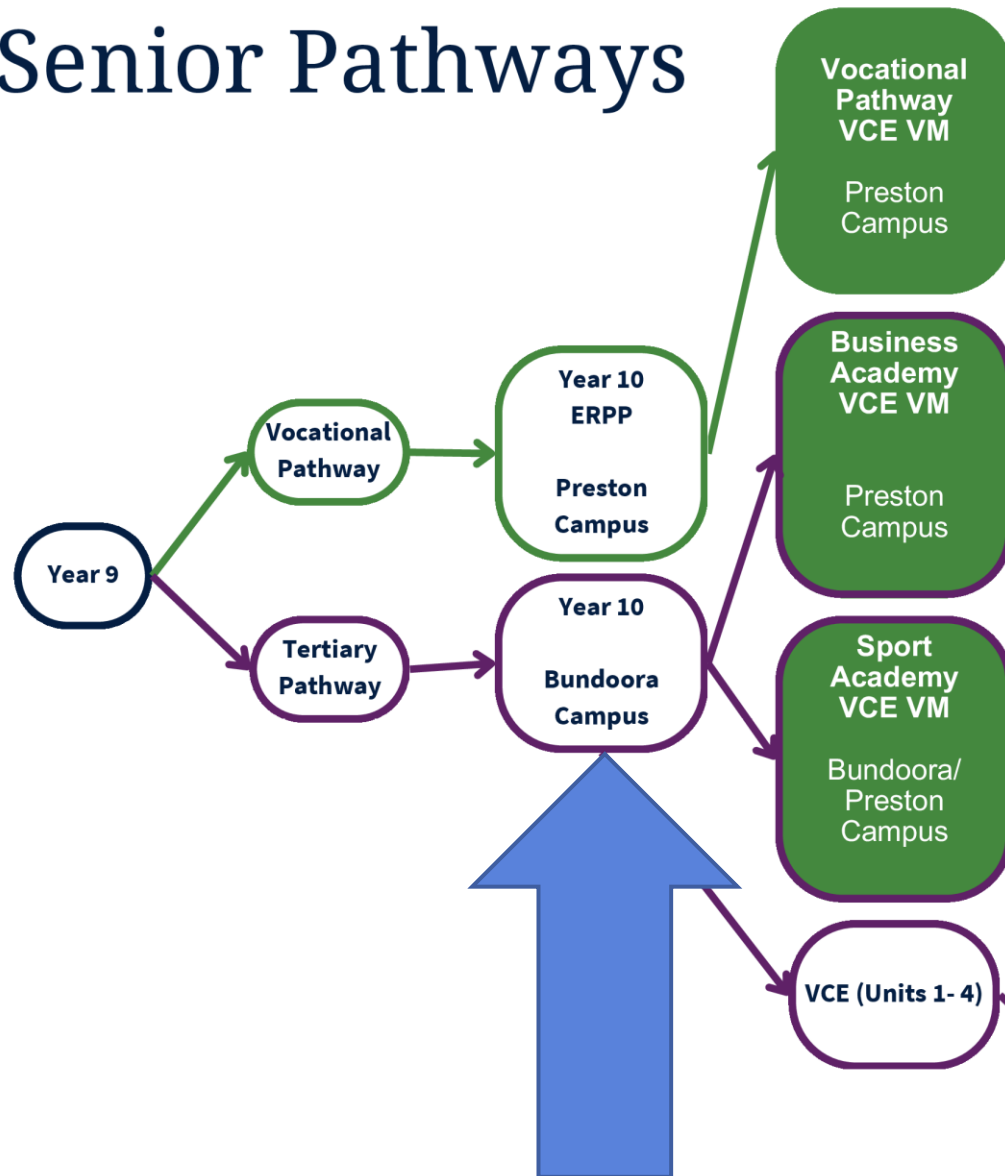 Senior Pathways
Vocational
Pathway
VCE VM
Preston
Campus
Business
Academy
VCE VM
Preston
Campus
Year 10
ERPP
Preston
Campus
Vocational
Pathway
Year 9
Tertiary
Pathway
Year 10
Bundoora
Campus
Sport
Academy
VCE VM
Bundoora/
Preston
Campus
VCE (Units 1- 4)